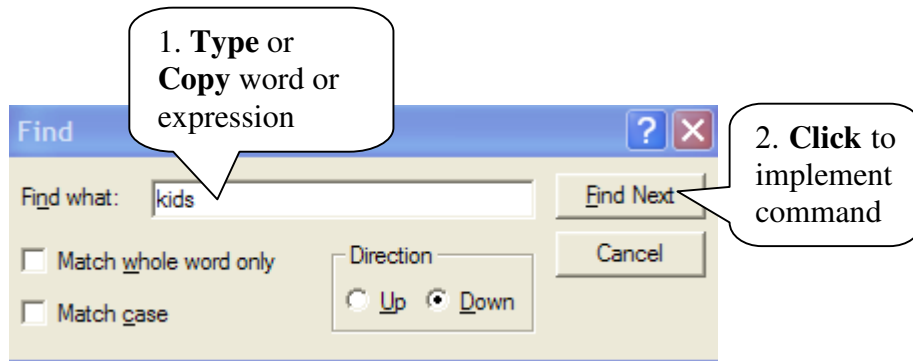 1. Type or
Copy word or
expression
Find
?
2. Click to
implement
command
Find what:
kids
Find Next
Match whole word only
Direction
Cancel
Match case
Up
Down